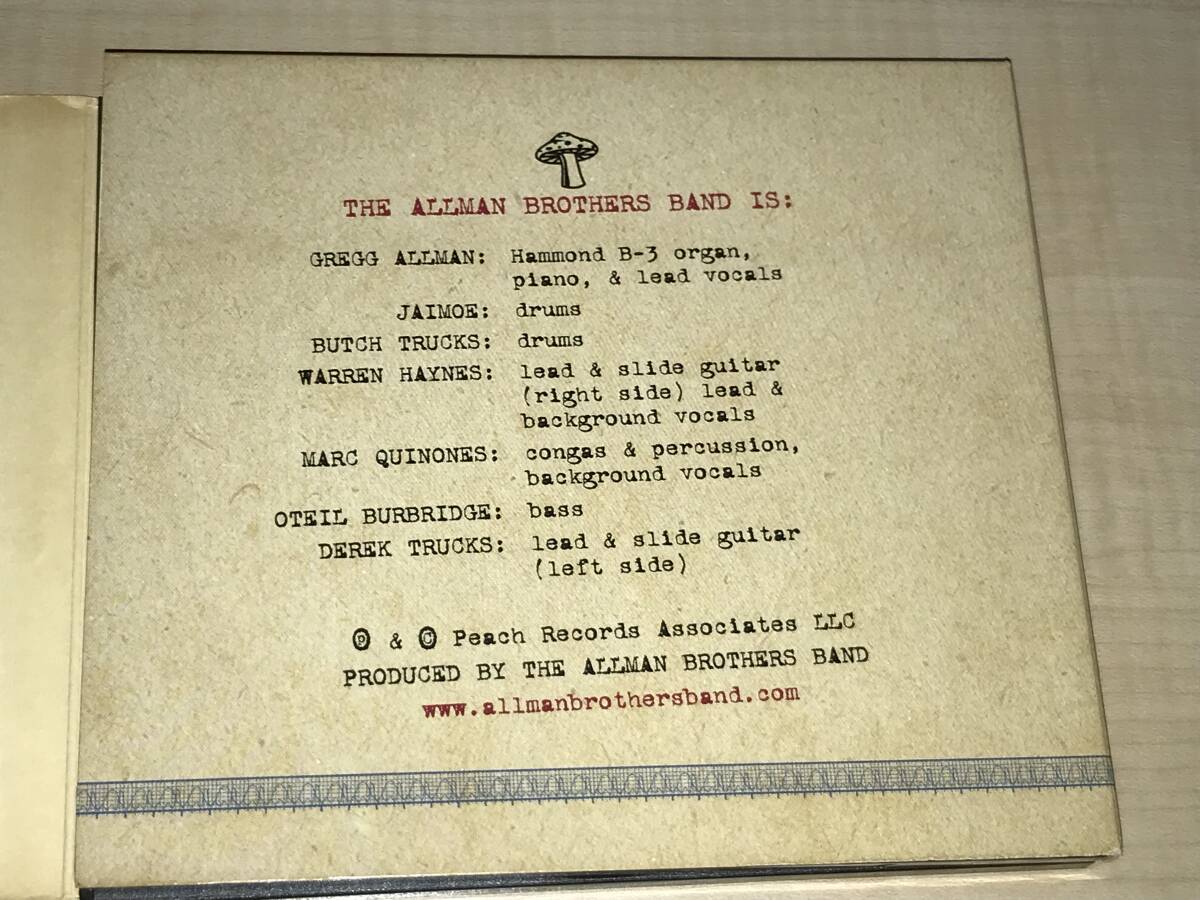 THE ALLMAN BROTHERS BAND IS:
GREGG ALLMAN: Hammond B-3 organ,
piano, & lead vocals
JAIMOE: drums
BUTCH TRUCKS: drums
WARREN HAYNES: lead & slide guitar
(right side) lead &
background vocals
MARC QUINONES: congas & percussion,
background vocals
OTEIL BURBRIDGE: bass
DEREK TRUCKS: lead & slide guitar
(left side)
℗ & © Peach Records Associates LLC
PRODUCED BY THE ALLMAN BROTHERS BAND
www.allmanbrothersband.com